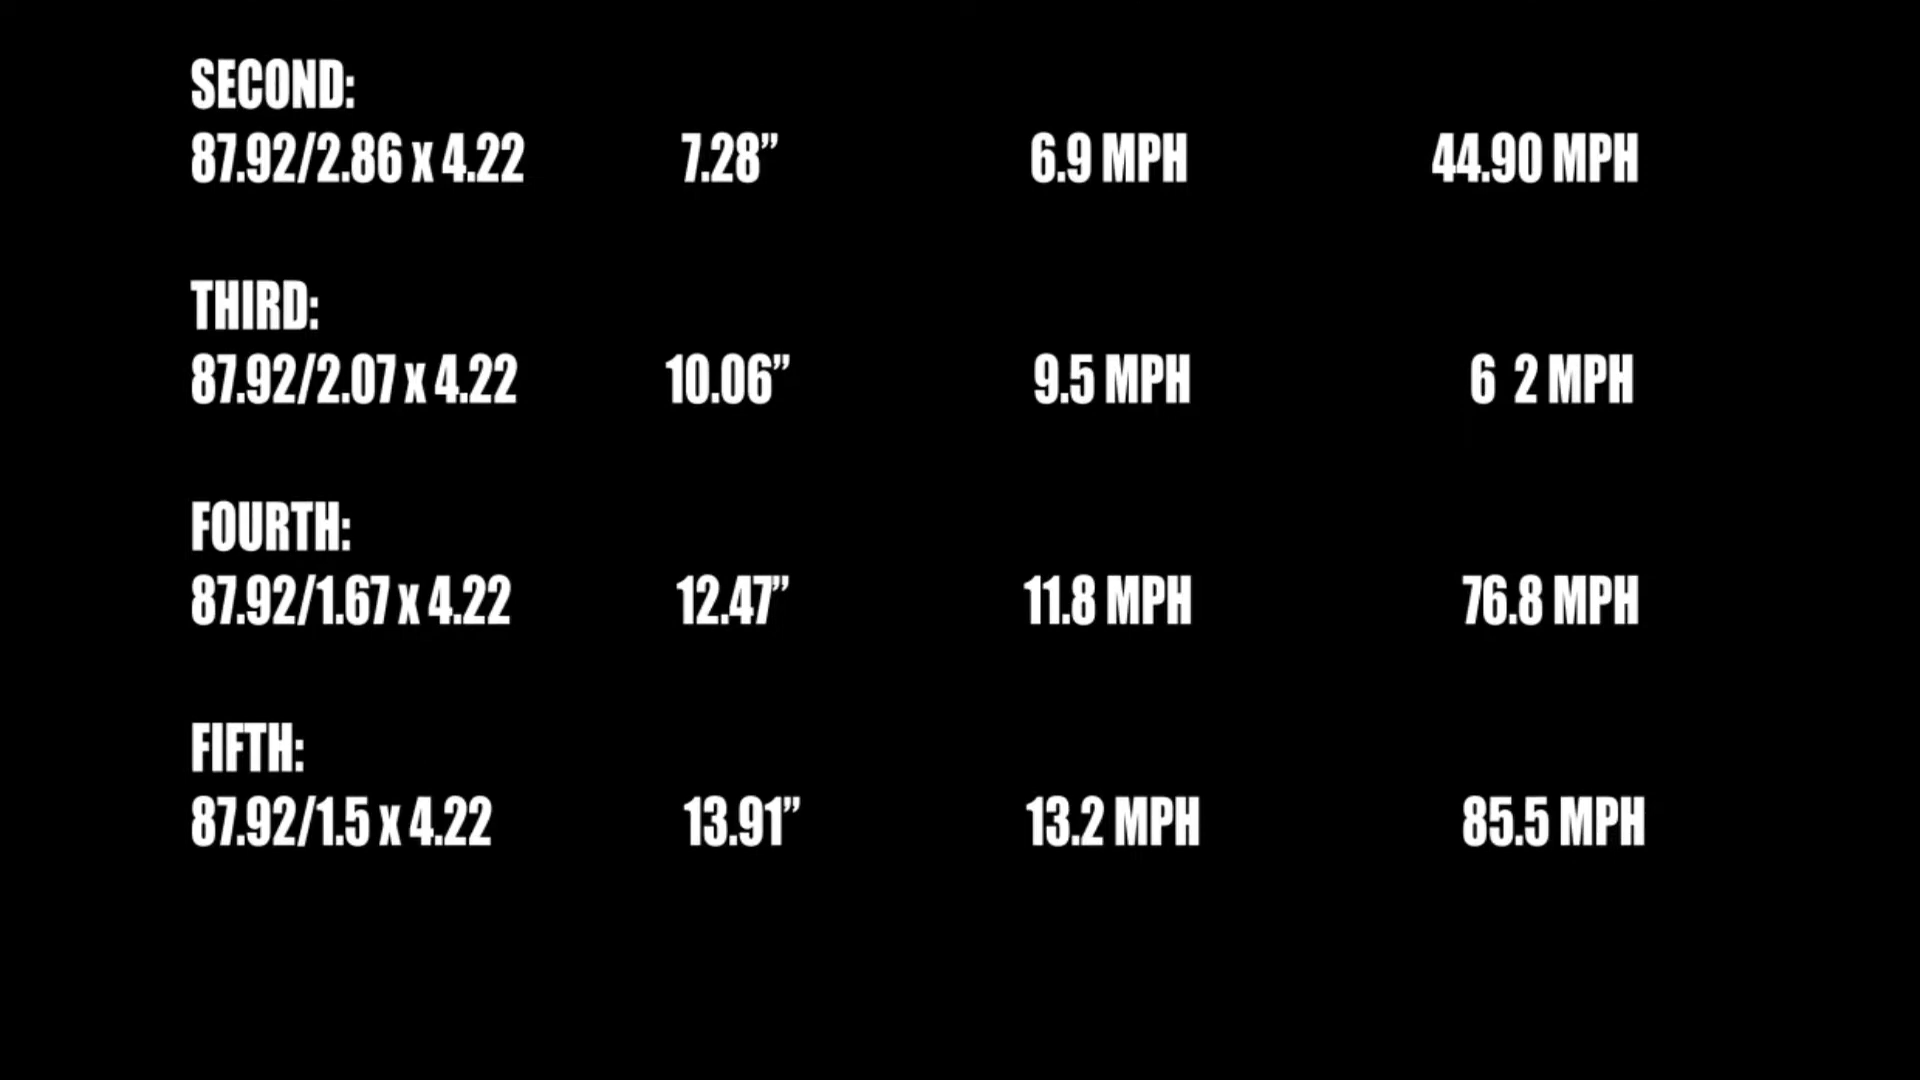 SECOND:
87.92/2.86 x 4.22 7.28” 6.9 MPH 44.90 MPH
THIRD:
87.92/2.07 x 4.22 10.06” 9.5 MPH 6 2 MPH
FOURTH:
87.92/1.67 x 4.22 12.47” 11.8 MPH 76.8 MPH
FIFTH:
87.92/1.5 x 4.22 13.91” 13.2 MPH 85.5 MPH